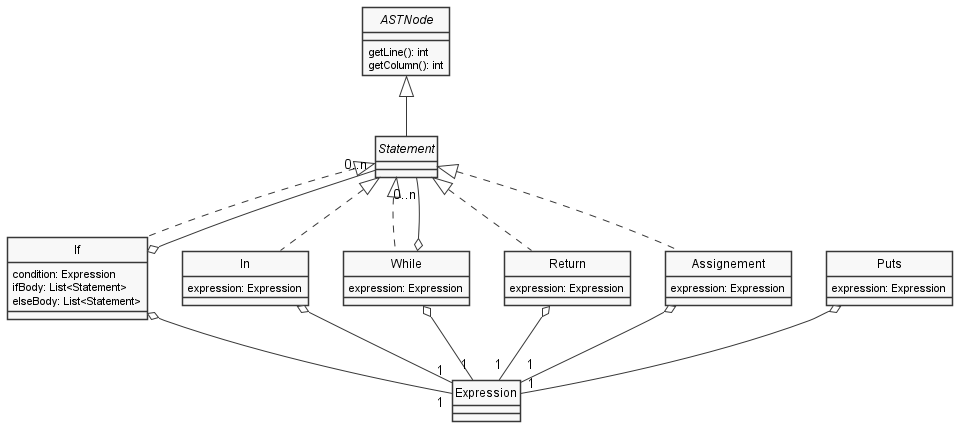 ASTNode
getLine(): int
getColumn(): int
Statement
0..n
0..n
If
condition: Expression
ifBody: List<Statement>
elseBody: List<Statement>
In
expression: Expression
While
expression: Expression
Return
expression: Expression
Assignement
expression: Expression
Puts
expression: Expression
1
1
1
1
1
1
Expression